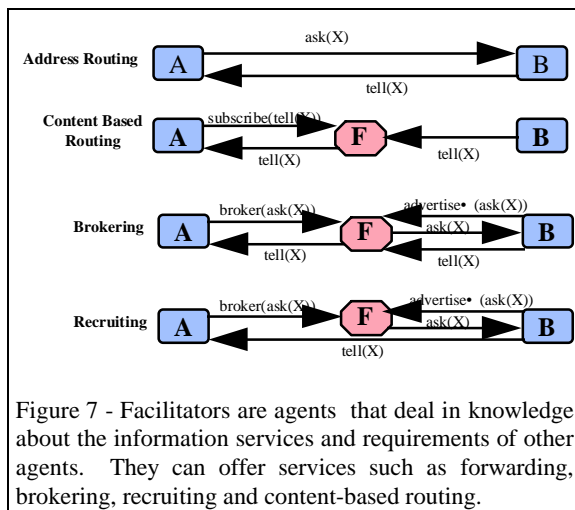 ask(X)
Address Routing A B
tell(X)
Content Based Routing subscribe(tell(X))
A F B
tell(X) tell(X)
broker(ask(X)) advertise• (ask(X))
Brokering A F ask(X) B
tell(X) tell(X)
broker(ask(X)) advertise• (ask(X))
Recruiting A F ask(X) B
tell(X)
Figure 7 - Facilitators are agents that deal in knowledge
about the information services and requirements of other
agents. They can offer services such as forwarding,
brokering, recruiting and content-based routing.